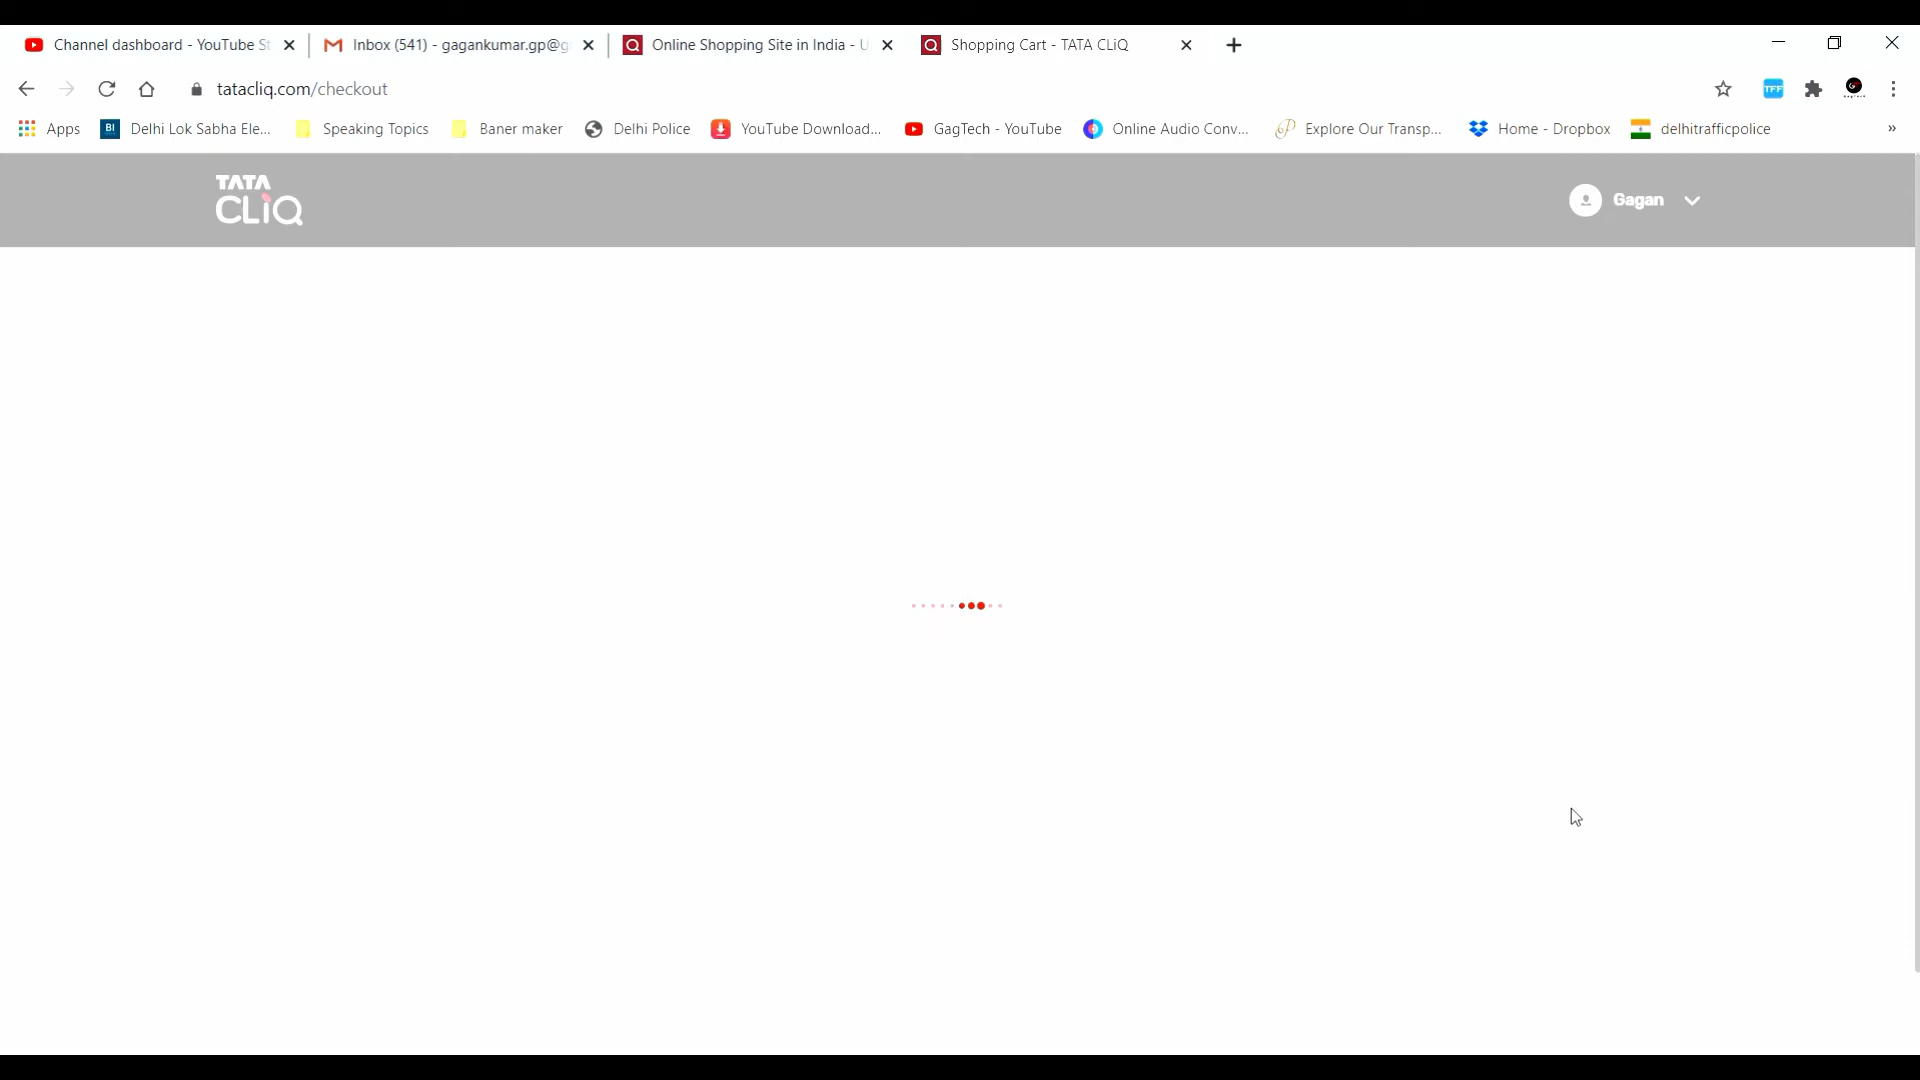 Channel dashboard - YouTube St
Inbox (541) - gagankumar.gp@g
Online Shopping Site in India - U
Shopping Cart - TATA CLiQ
tatacliq.com/checkout
TFF
Apps
BI
Delhi Lok Sabha Ele...
Speaking Topics
Baner maker
Delhi Police
YouTube Download...
GagTech - YouTube
Online Audio Conv...
Explore Our Transp...
Home - Dropbox
delhitrafficpolice
»
TATA
CLiQ
Gagan